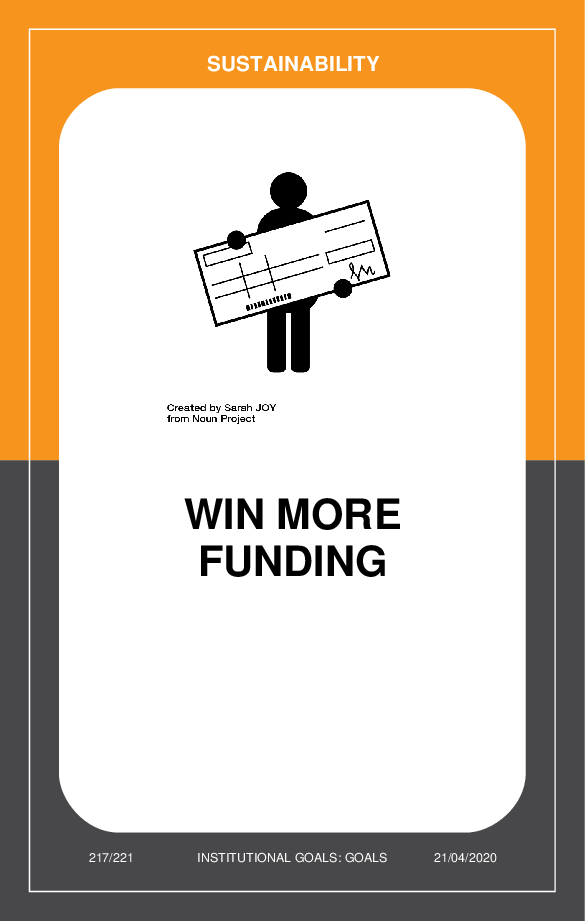 SUSTAINABILITY
Created by Sarah JOY
from Noun Project
WIN MORE
FUNDING
217/221 INSTITUTIONAL GOALS: GOALS 21/04/2020